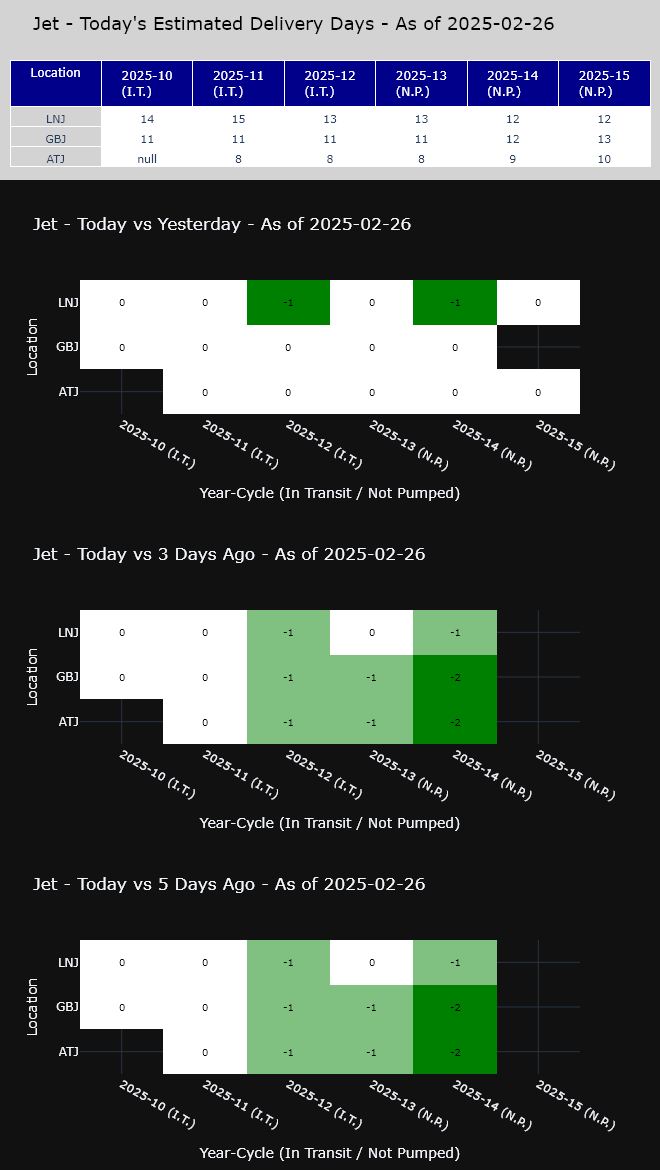 Jet - Today's Estimated Delivery Days - As of 2025-02-26
Location 2025-10 (I.T.) 2025-11 (I.T.) 2025-12 (I.T.) 2025-13 (N.P.) 2025-14 (N.P.) 2025-15 (N.P.)
LNJ 14 15 13 13 12 12
GBJ 11 11 11 11 12 13
ATJ null 8 8 8 9 10
Jet - Today vs Yesterday - As of 2025-02-26
Location
LNJ 0 0 -1 0 -1 0
GBJ 0 0 0 0 0
ATJ 0 0 0 0 0
2025-10 (I.T.) 2025-11 (I.T.) 2025-12 (I.T.) 2025-13 (N.P.) 2025-14 (N.P.) 2025-15 (N.P.)
Year-Cycle (In Transit / Not Pumped)
Jet - Today vs 3 Days Ago - As of 2025-02-26
Location
LNJ 0 0 -1 0 -1
GBJ 0 0 -1 -1 -2
ATJ 0 -1 -1 -2
2025-10 (I.T.) 2025-11 (I.T.) 2025-12 (I.T.) 2025-13 (N.P.) 2025-14 (N.P.) 2025-15 (N.P.)
Year-Cycle (In Transit / Not Pumped)
Jet - Today vs 5 Days Ago - As of 2025-02-26
Location
LNJ 0 0 -1 0 -1
GBJ 0 0 -1 -1 -2
ATJ 0 -1 -1 -2
2025-10 (I.T.) 2025-11 (I.T.) 2025-12 (I.T.) 2025-13 (N.P.) 2025-14 (N.P.) 2025-15 (N.P.)
Year-Cycle (In Transit / Not Pumped)